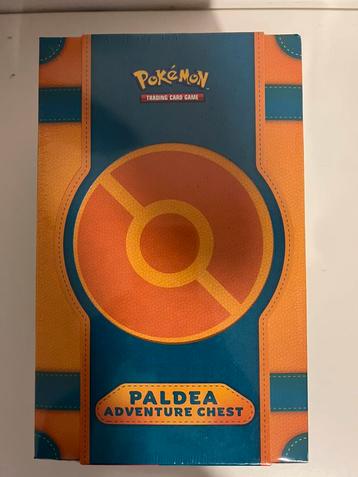 POKéMON
TRADING CARD GAME
PALDEA
ADVENTURE CHEST